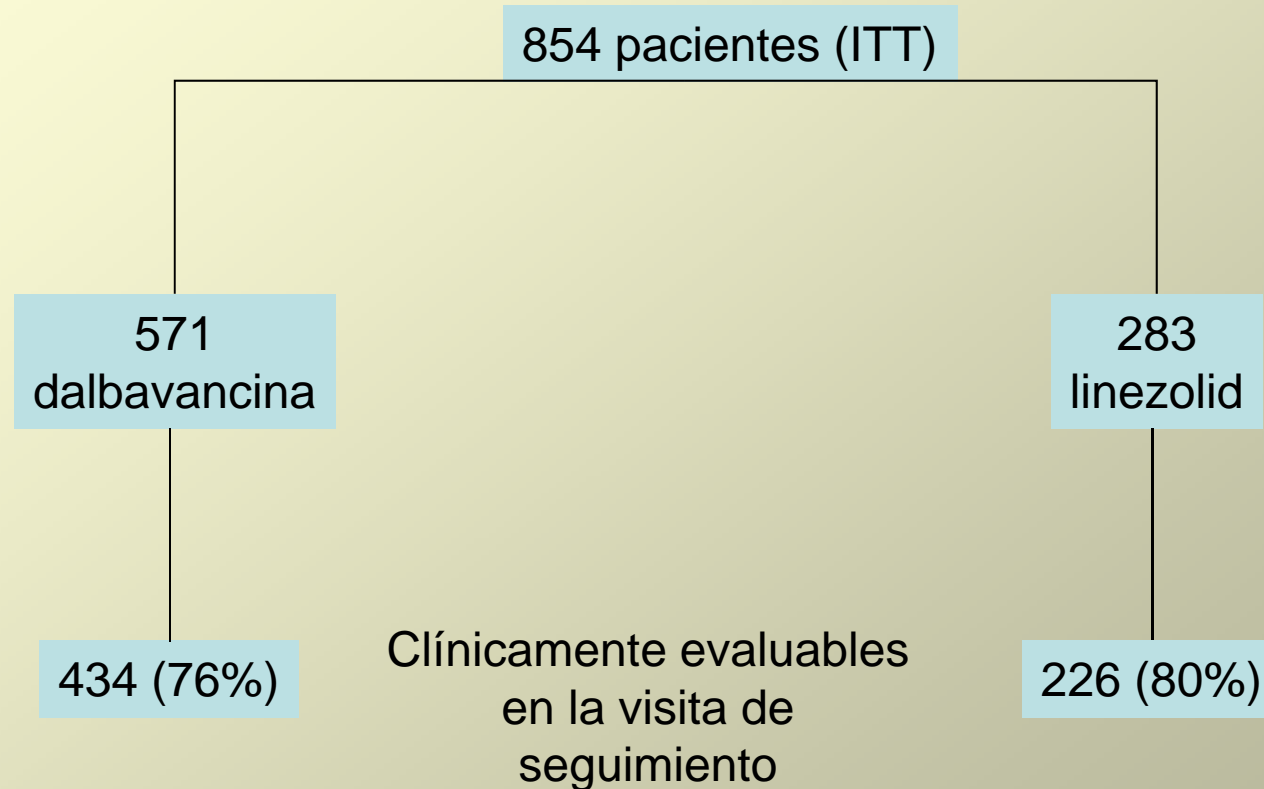 854 pacientes (ITT)
571
dalbavancina
283
linezolid
434 (76%)
Clínicamente evaluables
en la visita de
seguimiento
226 (80%)